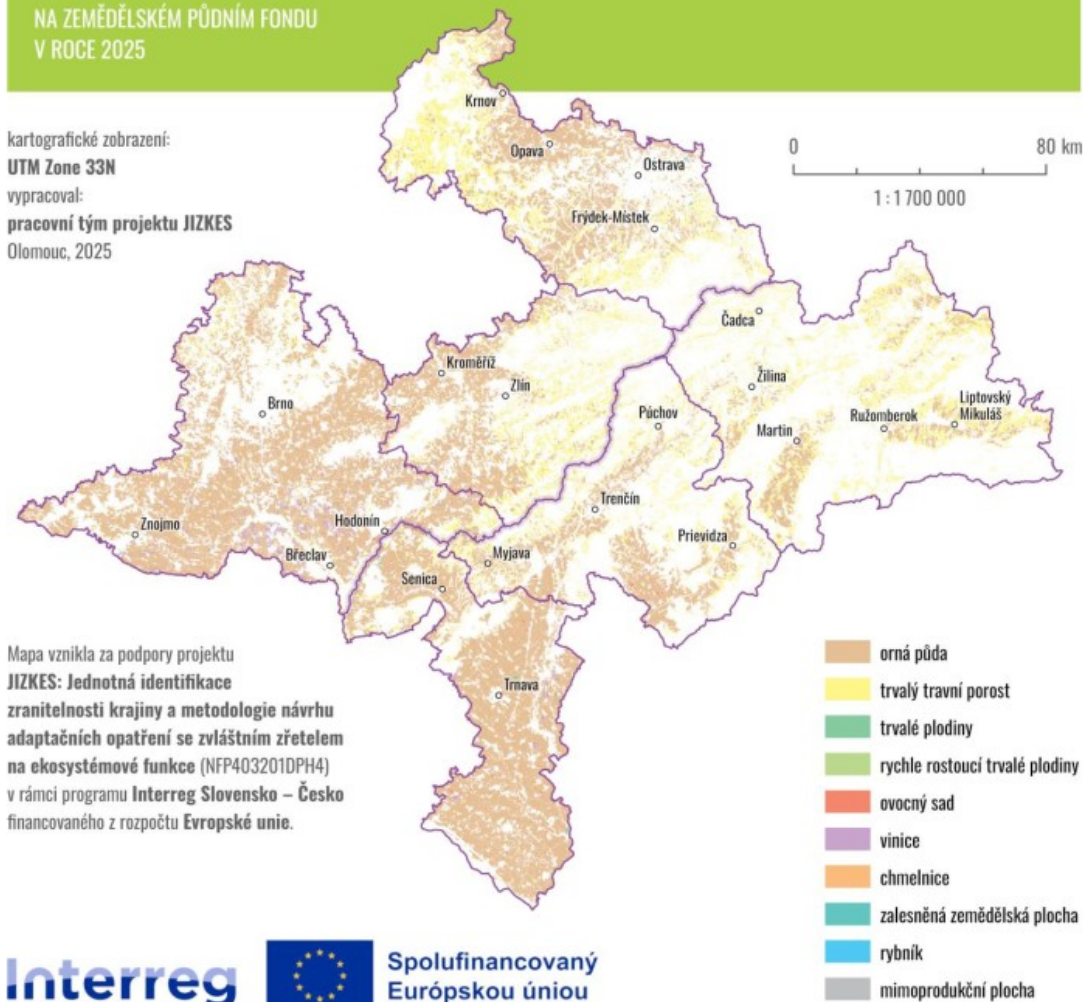 NA ZEMĚDĚLSKÉM PŮDNÍM FONDU
V ROCE 2025
kartografické zobrazení:
UTM Zone 33N
vypracoval:
pracovní tým projektu JIZKES
Olomouc, 2025
0 80 km
1 : 1 700 000
Krnov
Opava
Ostrava
Frýdek-Místek
Čadca
Kroměříž
Zlín
Žilina
Brno
Púchov
Martin
Ružomberok
Liptovský
Mikuláš
Trenčín
Znojmo
Hodonín
Prievidza
Břeclav
Myjava
Senica
Trnava
Mapa vznikla za podpory projektu
JIZKES: Jednotná identifikace
zranitelnosti krajiny a metodologie návrhu
adaptačních opatření se zvláštním zřetelem
na ekosystémové funkce (NFP403201DPH4)
v rámci programu Interreg Slovensko – Česko
financovaného z rozpočtu Evropské unie.
orná půda
trvalý travní porost
trvalé plodiny
rychle rostoucí trvalé plodiny
ovocný sad
vinice
chmelnice
zalesněná zemědělská plocha
rybník
mimoprodukční plocha
Interreg
Spolufinancovaný
Európskou úniou